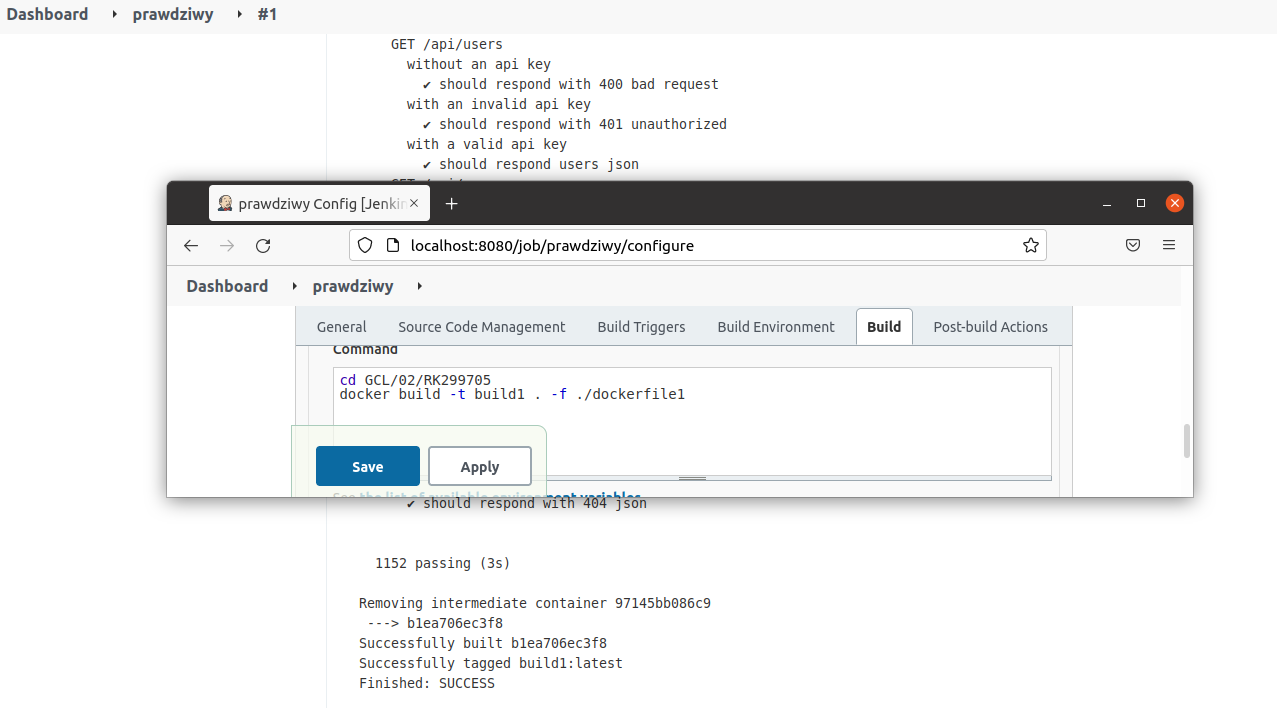 Dashboard prawdziwy #1
GET /api/users
without an api key
✔ should respond with 400 bad request
with an invalid api key
✔ should respond with 401 unauthorized
with a valid api key
✔ should respond users json
prawdziwy Config [Jenkin
localhost:8080/job/prawdziwy/configure
Dashboard prawdziwy
General Source Code Management Build Triggers Build Environment Build Post-build Actions
Command
cd GCL/02/RK299705
docker build -t build1 . -f ./dockerfile1
Save Apply
See the list of available environment variables
✔ should respond with 404 json
1152 passing (3s)
Removing intermediate container 97145bb086c9
---> b1ea706ec3f8
Successfully built b1ea706ec3f8
Successfully tagged build1:latest
Finished: SUCCESS